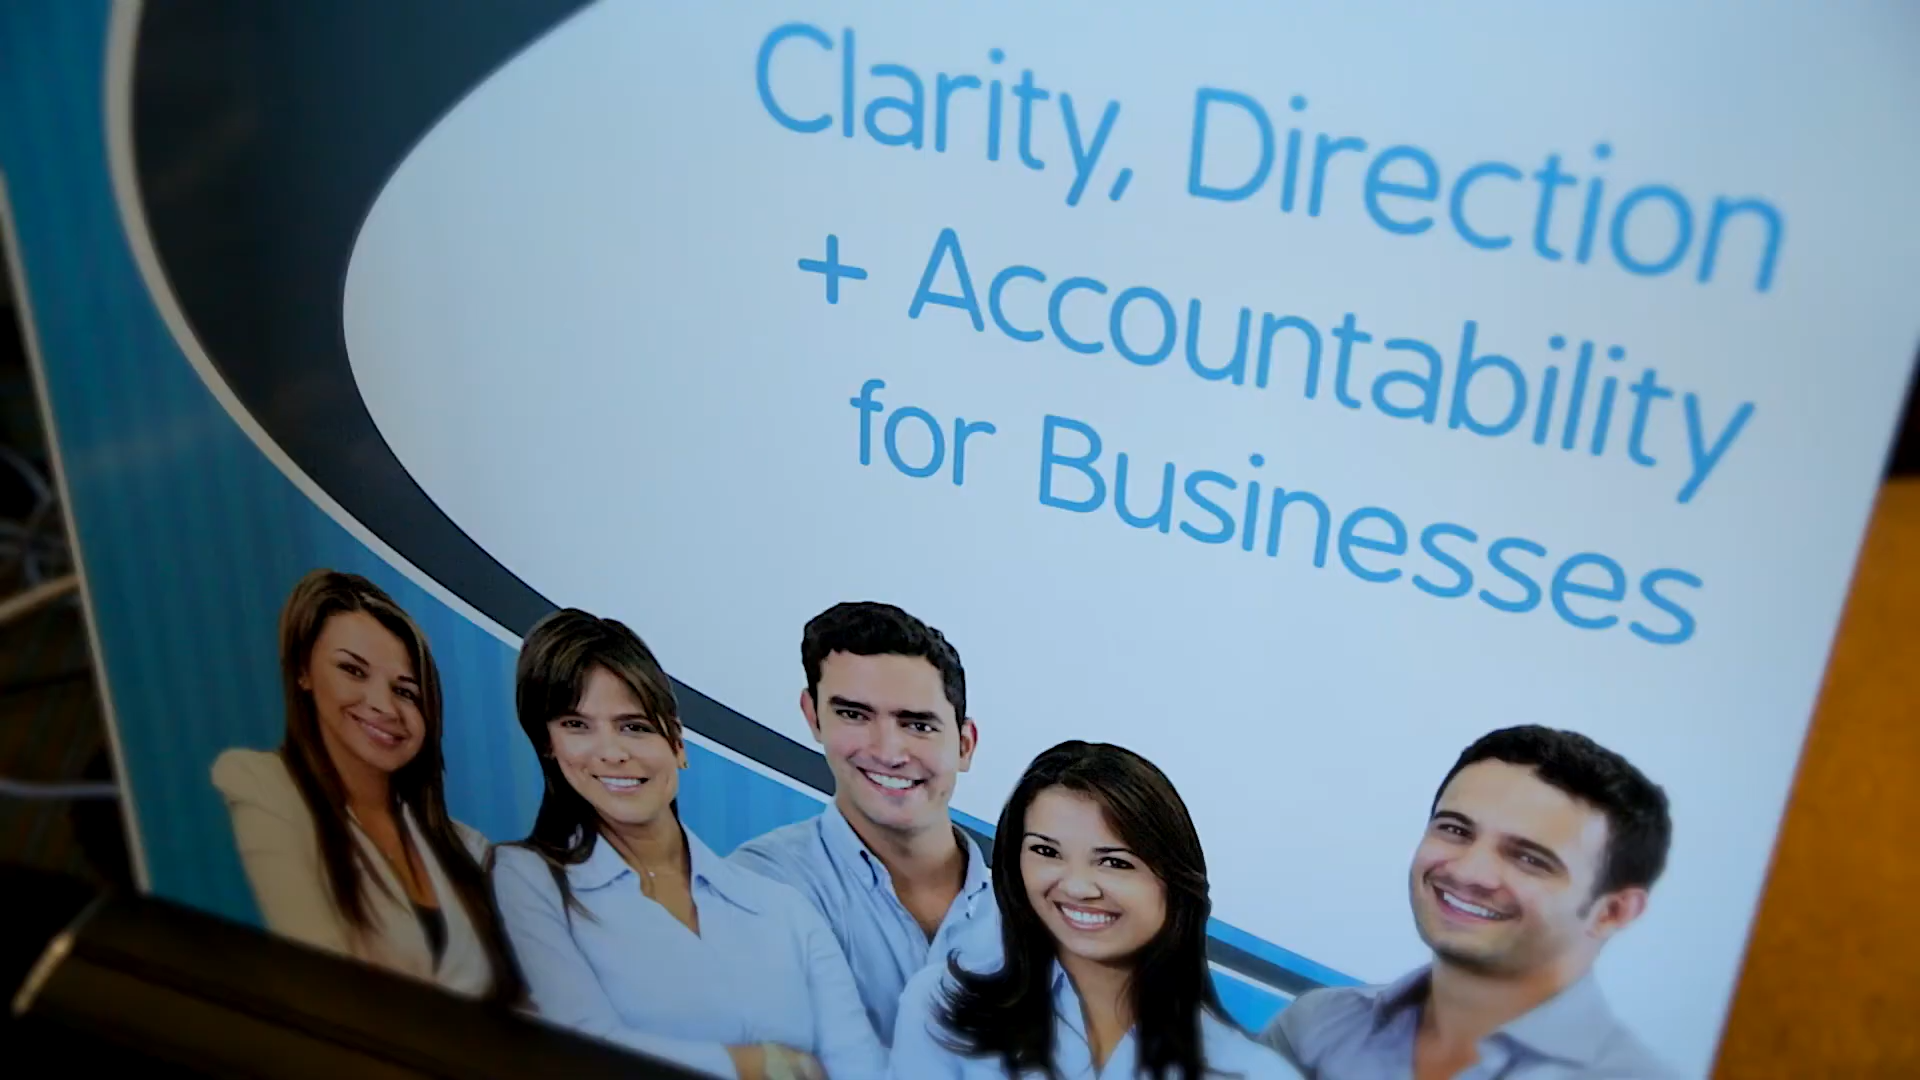 Clarity, Direction
+ Accountability
for Businesses